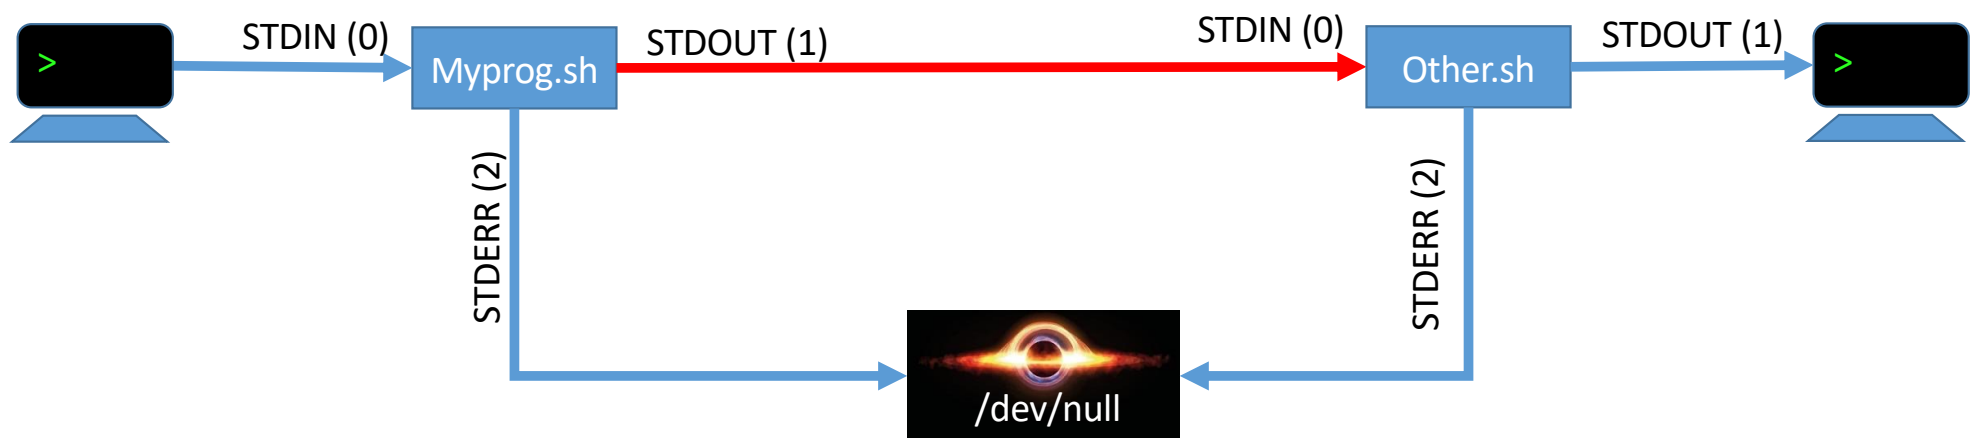 >
STDIN (0)
Myprog.sh
STDOUT (1)
STDIN (0)
Other.sh
STDOUT (1)
>
STDERR (2)
STDERR (2)
/dev/null